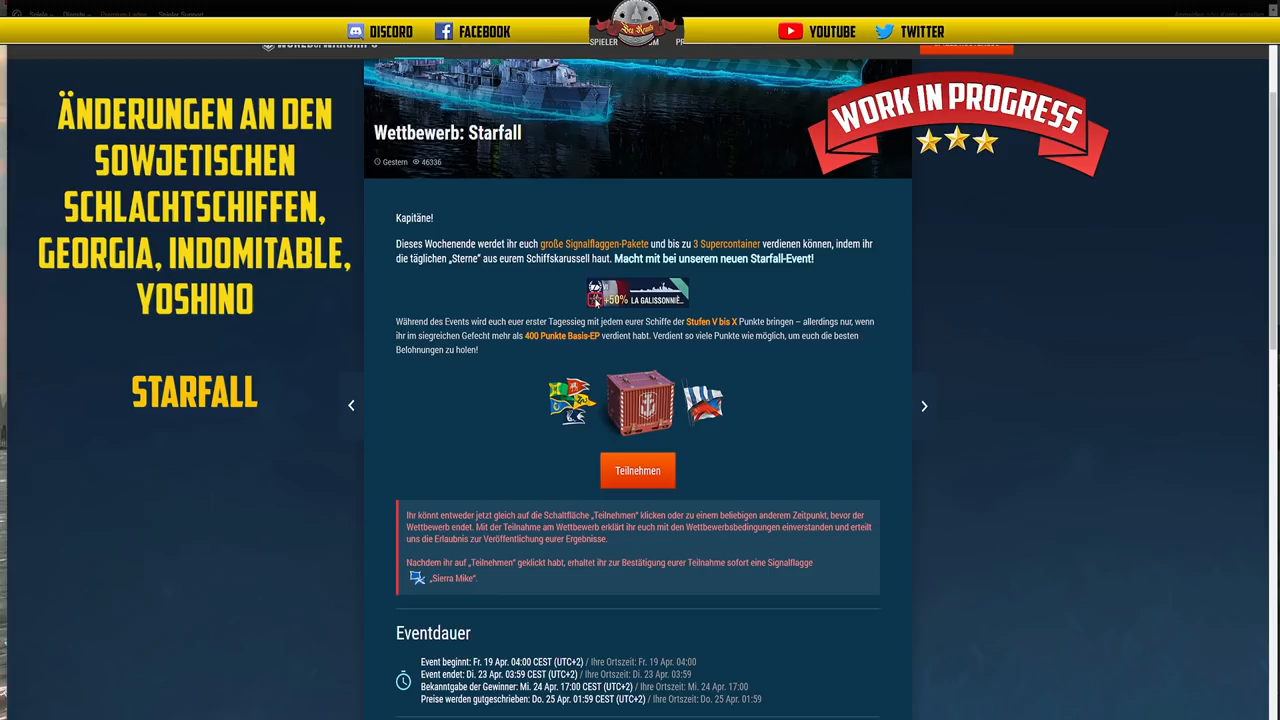 Spiele
Dienste
Premium-Laden
Spieler Support
DISCORD
FACEBOOK
YOUTUBE
TWITTER
SPIELER
WORK IN PROGRESS
ÄNDERUNGEN AN DEN
SOWJETISCHEN
SCHLACHTSCHIFFEN,
GEORGIA, INDOMITABLE,
YOSHINO
STARFALL
Wettbewerb: Starfall
Gestern 46336
Kapitäne!
Dieses Wochenende werdet ihr euch große Signalflaggen-Pakete und bis zu 3 Supercontainer verdienen können, indem ihr
die täglichen „Sterne" aus eurem Schiffskarussell haut. Macht mit bei unserem neuen Starfall-Event!
VI
+50% LA GALISSONNIÈ...
Während des Events wird euch euer erster Tagessieg mit jedem eurer Schiffe der Stufen V bis X Punkte bringen – allerdings nur, wenn
ihr im siegreichen Gefecht mehr als 400 Punkte Basis-EP verdient habt. Verdient so viele Punkte wie möglich, um euch die besten
Belohnungen zu holen!
Teilnehmen
Ihr könnt entweder jetzt gleich auf die Schaltfläche „Teilnehmen" klicken oder zu einem beliebigen anderem Zeitpunkt, bevor der
Wettbewerb endet. Mit der Teilnahme am Wettbewerb erklärt ihr euch mit den Wettbewerbsbedingungen einverstanden und erteilt
uns die Erlaubnis zur Veröffentlichung eurer Ergebnisse.
Nachdem ihr auf „Teilnehmen" geklickt habt, erhaltet ihr zur Bestätigung eurer Teilnahme sofort eine Signalflagge
„Sierra Mike".
Eventdauer
Event beginnt: Fr. 19 Apr. 04:00 CEST (UTC+2) / Ihre Ortszeit: Fr. 19 Apr. 04:00
Event endet: Di. 23 Apr. 03:59 CEST (UTC+2) / Ihre Ortszeit: Di. 23 Apr. 03:59
Bekanntgabe der Gewinner: Mi. 24 Apr. 17:00 CEST (UTC+2) / Ihre Ortszeit: Mi. 24 Apr. 17:00
Preise werden gutgeschrieben: Do. 25 Apr. 01:59 CEST (UTC+2) / Ihre Ortszeit: Do. 25 Apr. 01:59